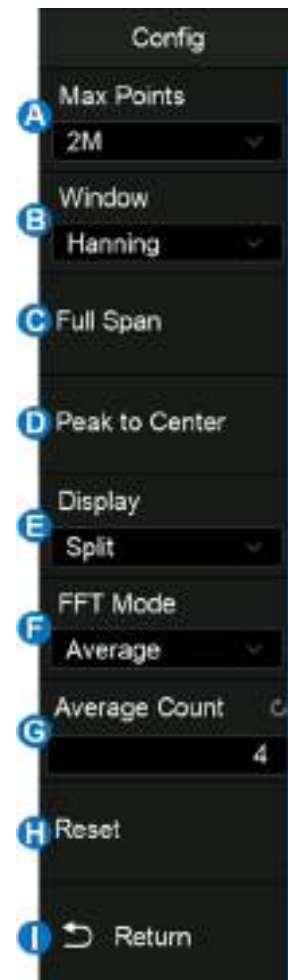 Config
A Max Points
2M
B Window
Hanning
C Full Span
D Peak to Center
E Display
Split
F FFT Mode
Average
G Average Count
4
H Reset
I Return